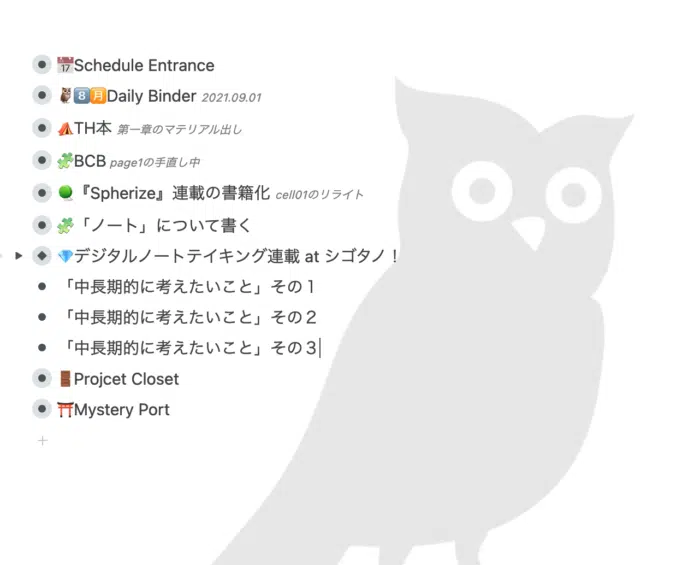 📅Schedule Entrance
🦉8️⃣🈷️Daily Binder 2021.09.01
⛺TH本 第一章のマテリアル出し
🧩BCB page1の手直し中
🌳『Spherize』連載の書籍化 cell01のリライト
🧩「ノート」について書く
💎デジタルノートテイキング連載 at シゴタノ！
「中長期的に考えたいこと」その１
「中長期的に考えたいこと」その２
「中長期的に考えたいこと」その３
🚪Projcet Closet
⛩️Mystery Port